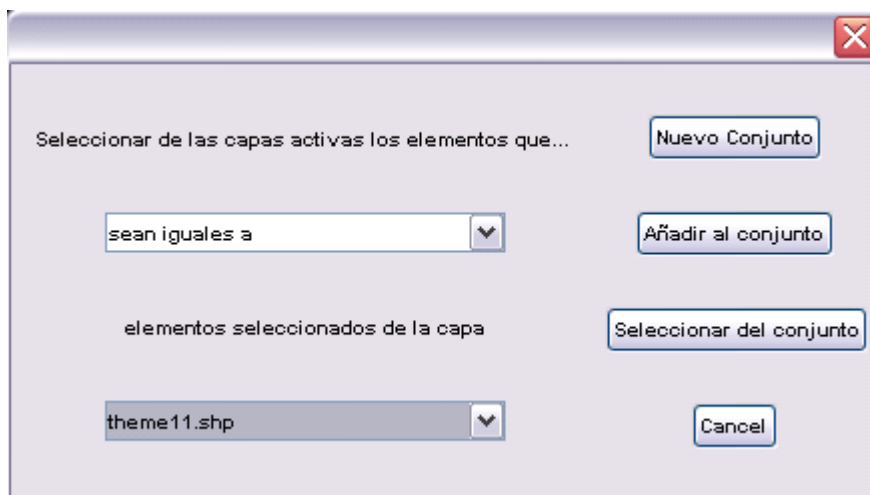 Seleccionar de las capas activas los elementos que...
Nuevo Conjunto
sean iguales a
Añadir al conjunto
elementos seleccionados de la capa
Seleccionar del conjunto
theme11.shp
Cancel